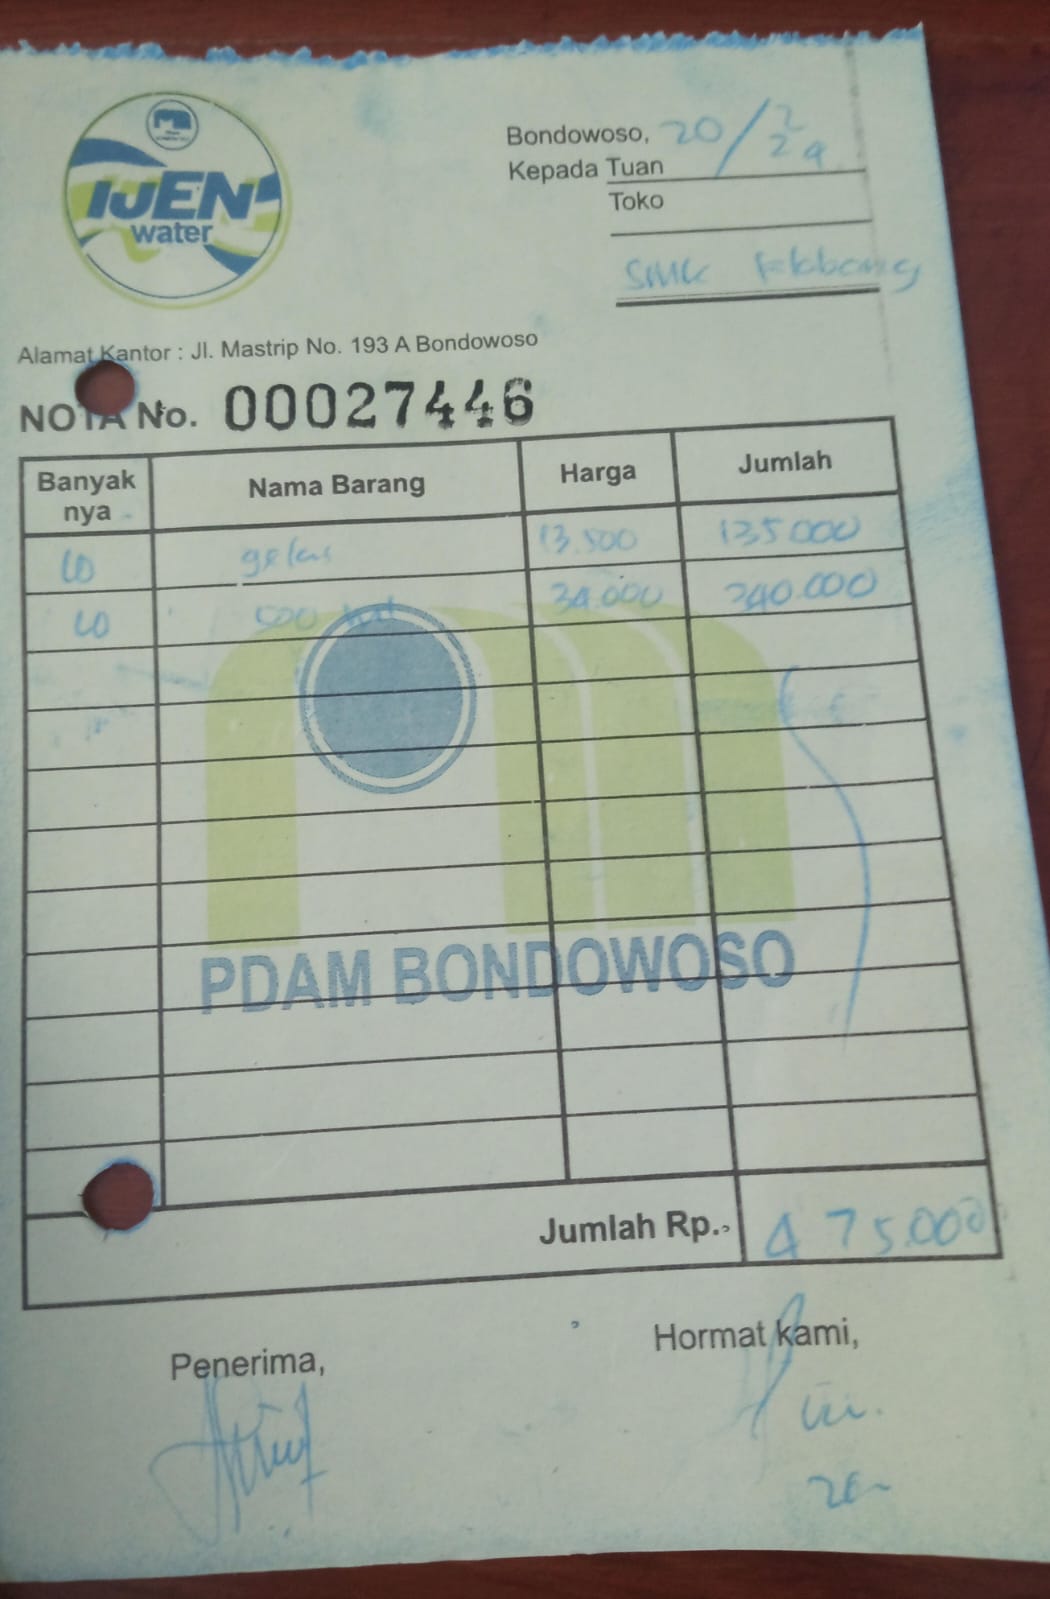 IJEN
water
Bondowoso, 20/2 24
Kepada Tuan
Toko
SMK
Alamat Kantor : Jl. Mastrip No. 193 A Bondowoso
NOTA No. 00027446
Banyak nya Nama Barang Harga Jumlah
10 gelas 13.500 135.000
10 500 34.000 340.000
PDAM BONDOWOSO
Jumlah Rp. 475.000
Penerima, Hormat kami,